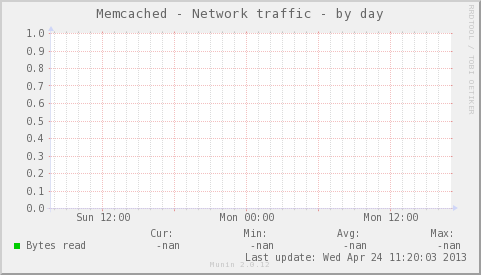 Memcached - Network traffic - by day
RRDTOOL / TOBI OETIKER
1.0
0.9
0.8
0.7
0.6
0.5
0.4
0.3
0.2
0.1
0.0
Sun 12:00 Mon 00:00 Mon 12:00
Cur: Min: Avg: Max:
Bytes read -nan -nan -nan -nan
Last update: Wed Apr 24 11:20:03 2013
Munin 2.0.12